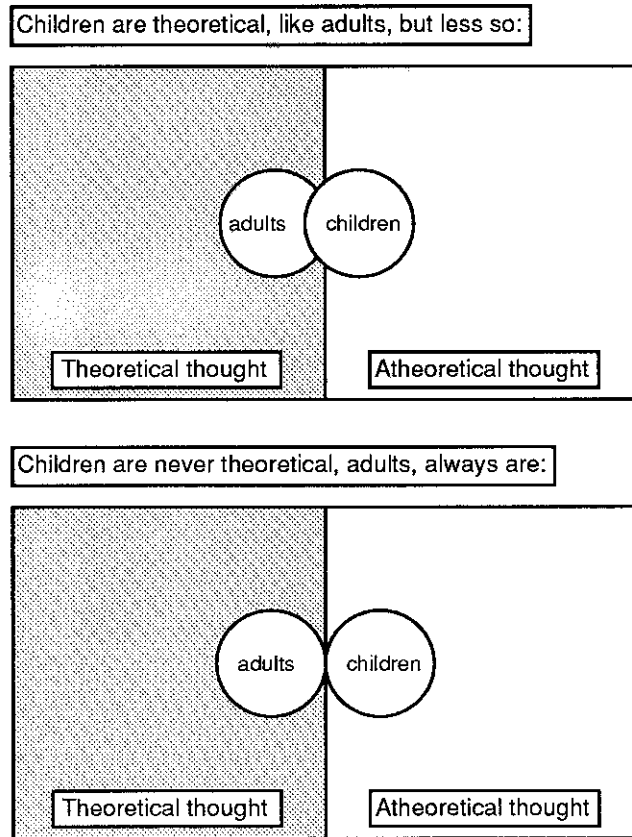 Children are theoretical, like adults, but less so:
adults
children
Theoretical thought
Atheoretical thought
Children are never theoretical, adults, always are:
adults
children
Theoretical thought
Atheoretical thought